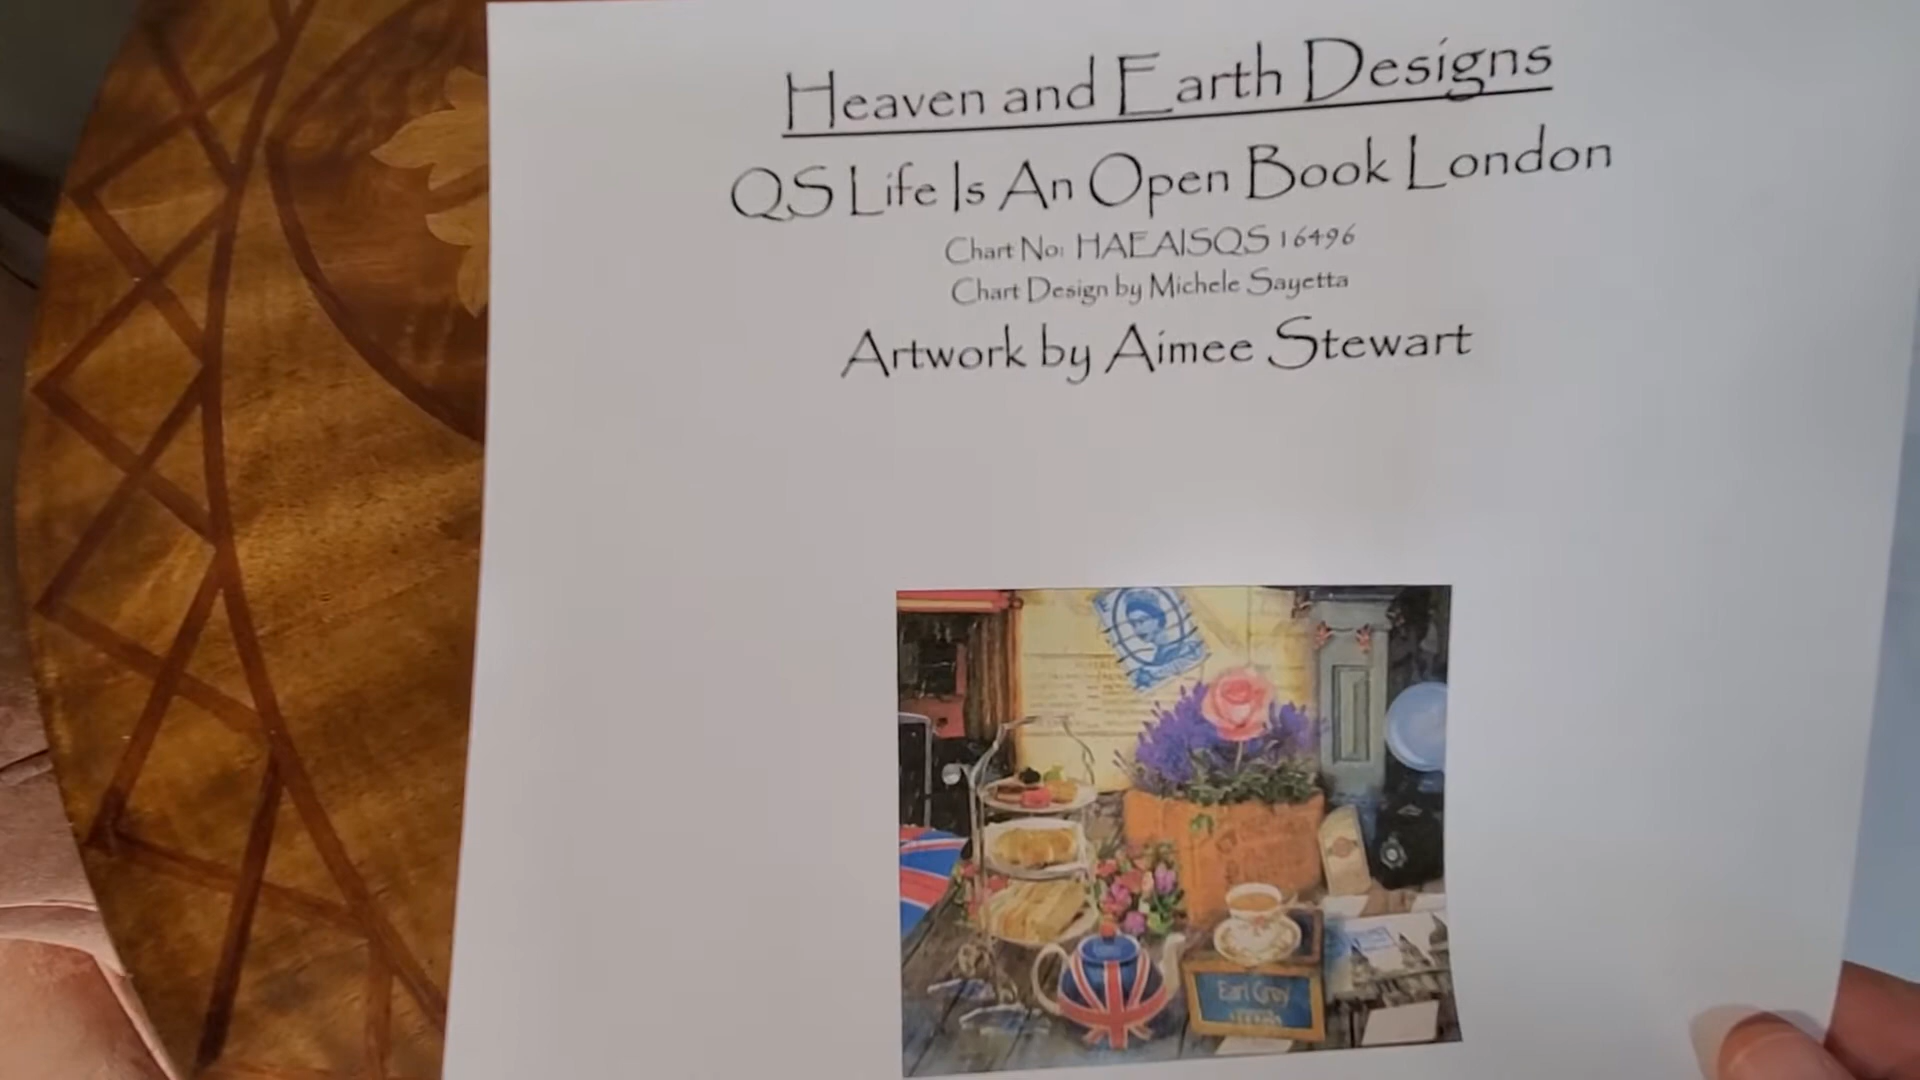 Heaven and Earth Designs
QS Life Is An Open Book London
Chart No: HAEAISQS 16496
Chart Design by Michele Sayetta
Artwork by Aimee Stewart
Earl Grey